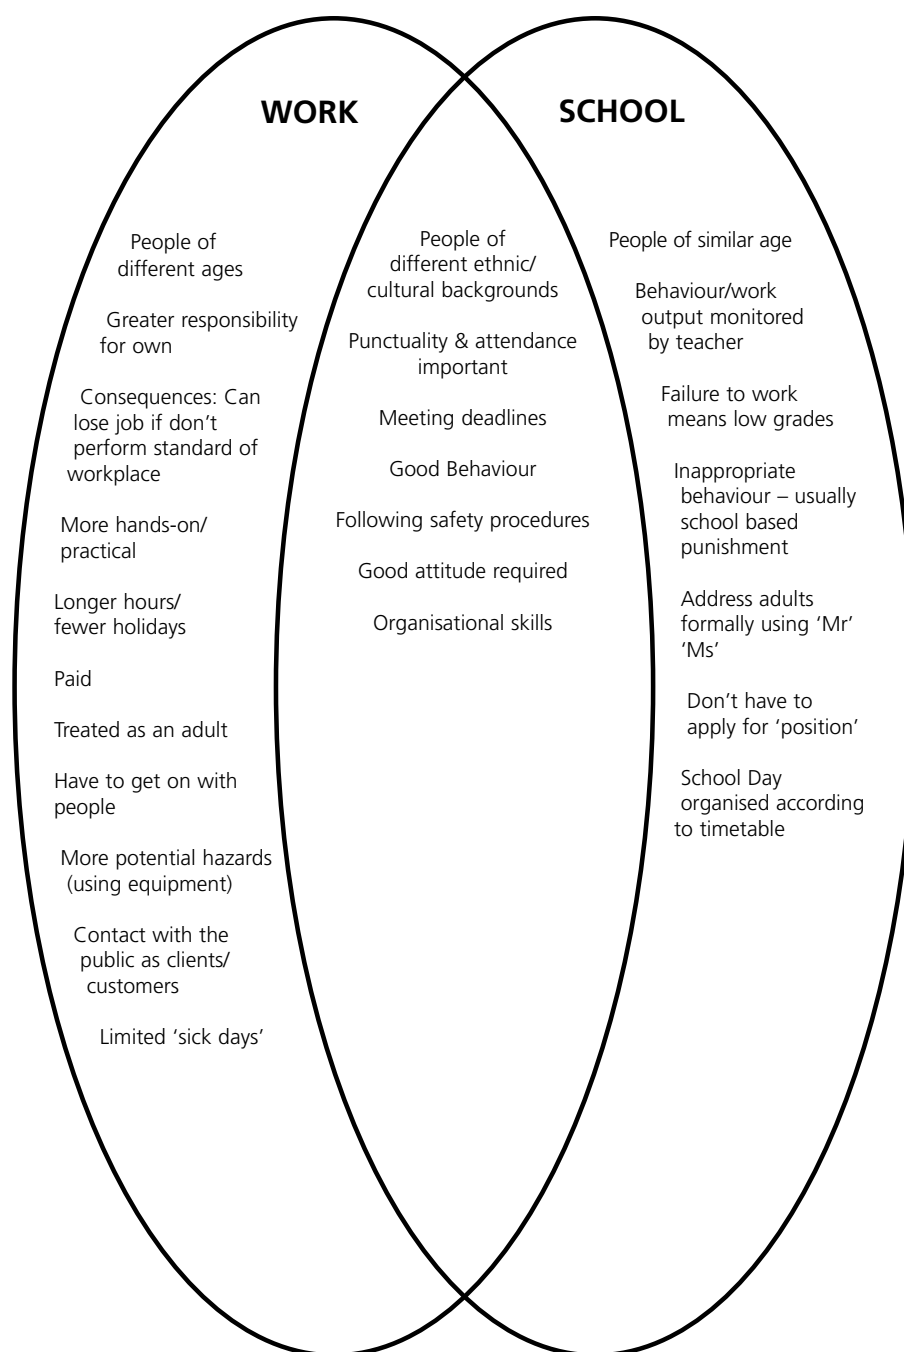 WORK
SCHOOL
People of
different ages
Greater responsibility
for own
Consequences: Can
lose job if don’t
perform standard of
workplace
More hands-on/
practical
Longer hours/
fewer holidays
Paid
Treated as an adult
Have to get on with
people
More potential hazards
(using equipment)
Contact with the
public as clients/
customers
Limited ‘sick days’
People of
different ethnic/
cultural backgrounds
Punctuality & attendance
important
Meeting deadlines
Good Behaviour
Following safety procedures
Good attitude required
Organisational skills
People of similar age
Behaviour/work
output monitored
by teacher
Failure to work
means low grades
Inappropriate
behaviour – usually
school based
punishment
Address adults
formally using ‘Mr’
‘Ms’
Don’t have to
apply for ‘position’
School Day
organised according
to timetable